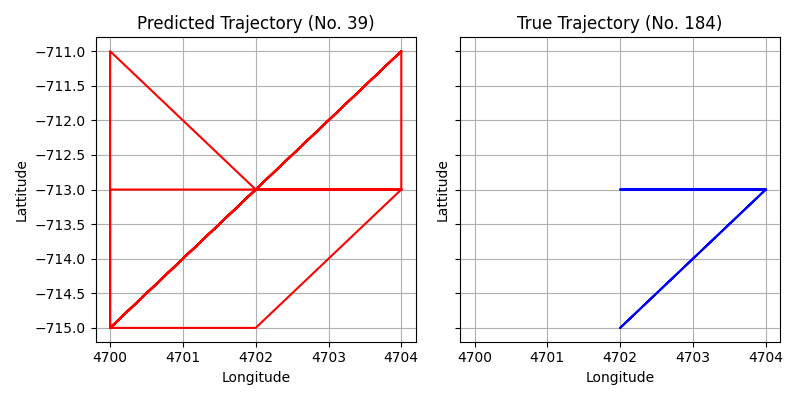 Predicted Trajectory (No. 39)
True Trajectory (No. 184)
−711.0
−711.5
−712.0
−712.5
−713.0
−713.5
−714.0
−714.5
−715.0
Lattitude
Lattitude
4700 4701 4702 4703 4704
4700 4701 4702 4703 4704
Longitude
Longitude